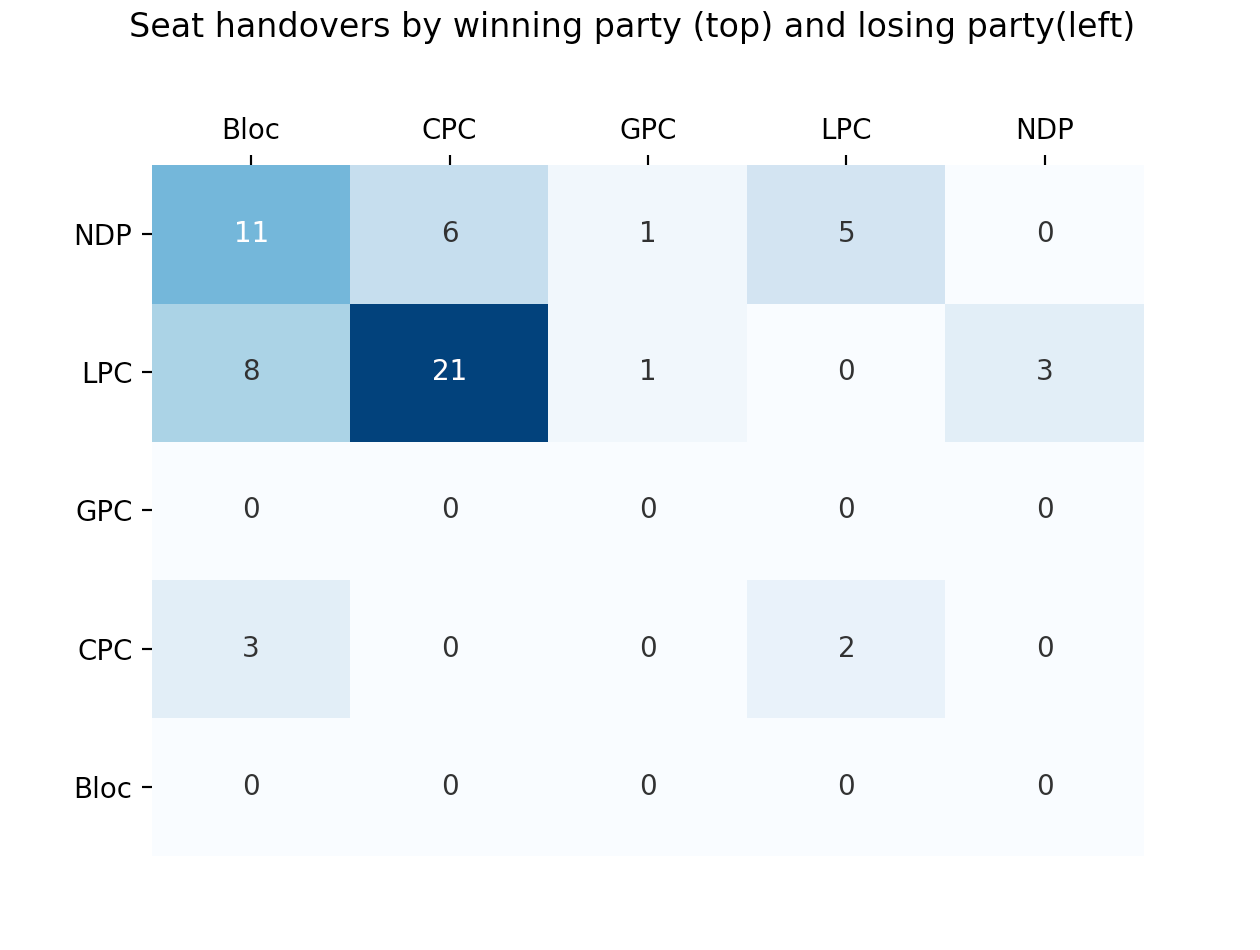 Seat handovers by winning party (top) and losing party(left)
Bloc CPC GPC LPC NDP
NDP 11 6 1 5 0
LPC 8 21 1 0 3
GPC 0 0 0 0 0
CPC 3 0 0 2 0
Bloc 0 0 0 0 0